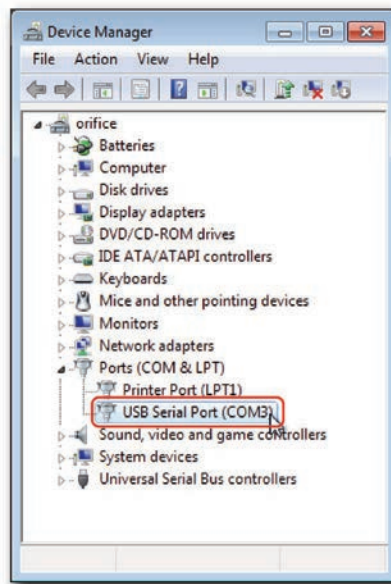 Device Manager
File Action View Help
orifice
Batteries
Computer
Disk drives
Display adapters
DVD/CD-ROM drives
IDE ATA/ATAPI controllers
Keyboards
Mice and other pointing devices
Monitors
Network adapters
Ports (COM & LPT)
Printer Port (LPT1)
USB Serial Port (COM3)
Sound, video and game controllers
System devices
Universal Serial Bus controllers